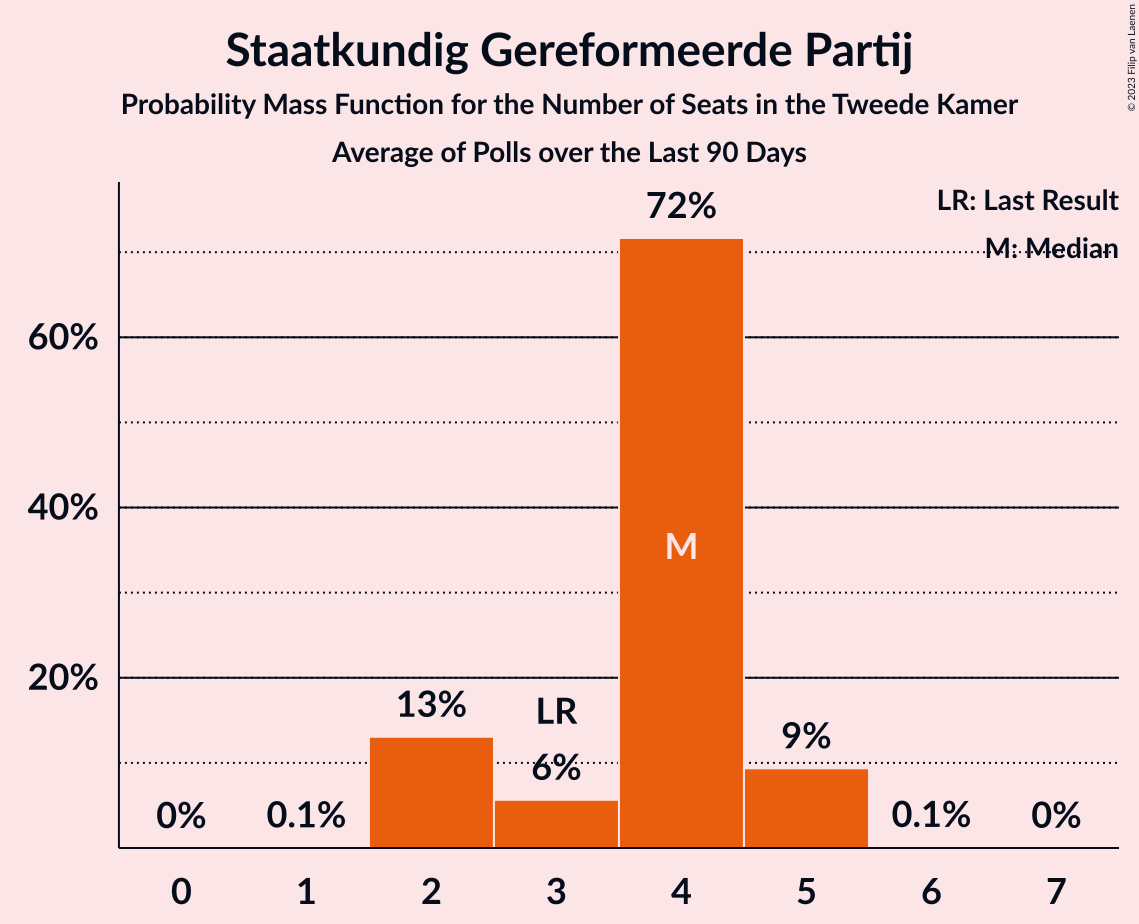 Staatkundig Gereformeerde Partij
Probability Mass Function for the Number of Seats in the Tweede Kamer
Average of Polls over the Last 90 Days
© 2023 Filip van Laenen
LR: Last Result
M: Median
72%
60%
40%
M
20%
13%
LR
9%
6%
0%
0.1%
0.1%
0%
0 1 2 3 4 5 6 7